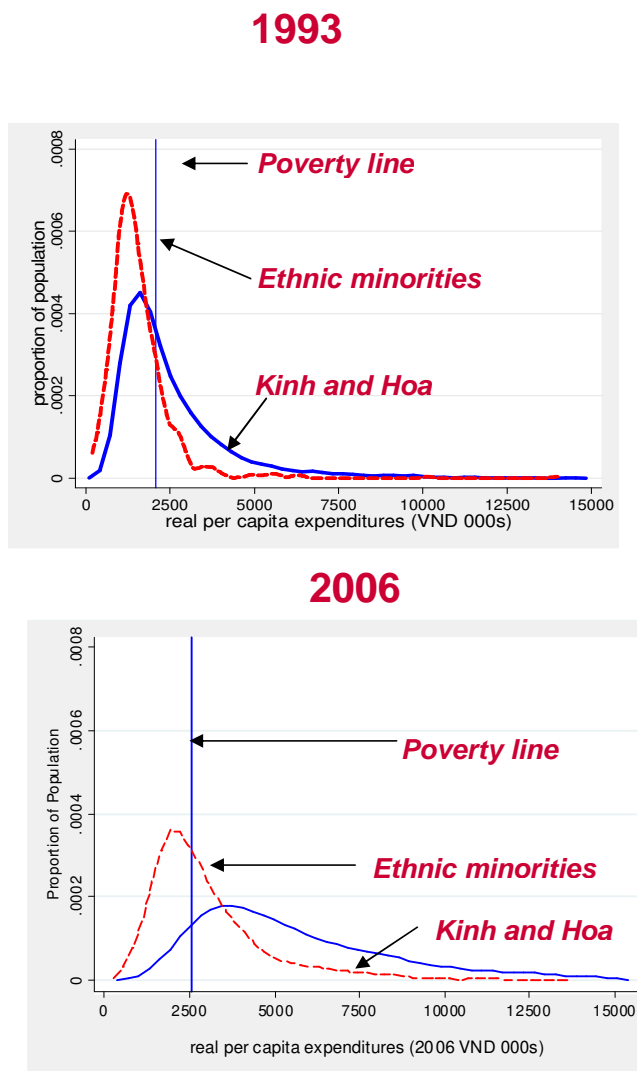 1993
.0008
.0006
.0004
.0002
0
proportion of population
Poverty line
Ethnic minorities
Kinh and Hoa
0 2500 5000 7500 10000 12500 15000
real per capita expenditures (VND 000s)
2006
.0008
.0006
.0004
.0002
0
Proportion of Population
Poverty line
Ethnic minorities
Kinh and Hoa
0 2500 5000 7500 10000 12500 15000
real per capita expenditures (2006 VND 000s)